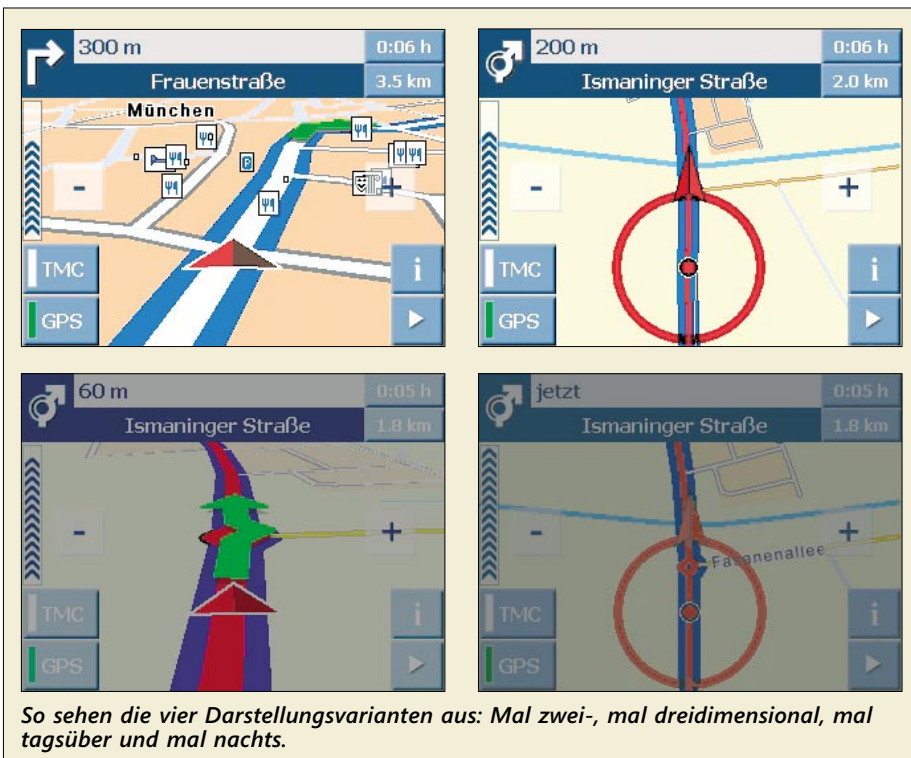 300 m
0:06 h
Frauenstraße
3.5 km
München
P
-
+
TMC
i
GPS
200 m
0:06 h
Ismaninger Straße
2.0 km
-
+
TMC
i
GPS
60 m
0:05 h
Ismaninger Straße
1.8 km
-
+
TMC
i
GPS
jetzt
0:05 h
Ismaninger Straße
1.8 km
-
+
Fasanenallee
TMC
i
GPS
So sehen die vier Darstellungsvarianten aus: Mal zwei-, mal dreidimensional, mal
tagsüber und mal nachts.